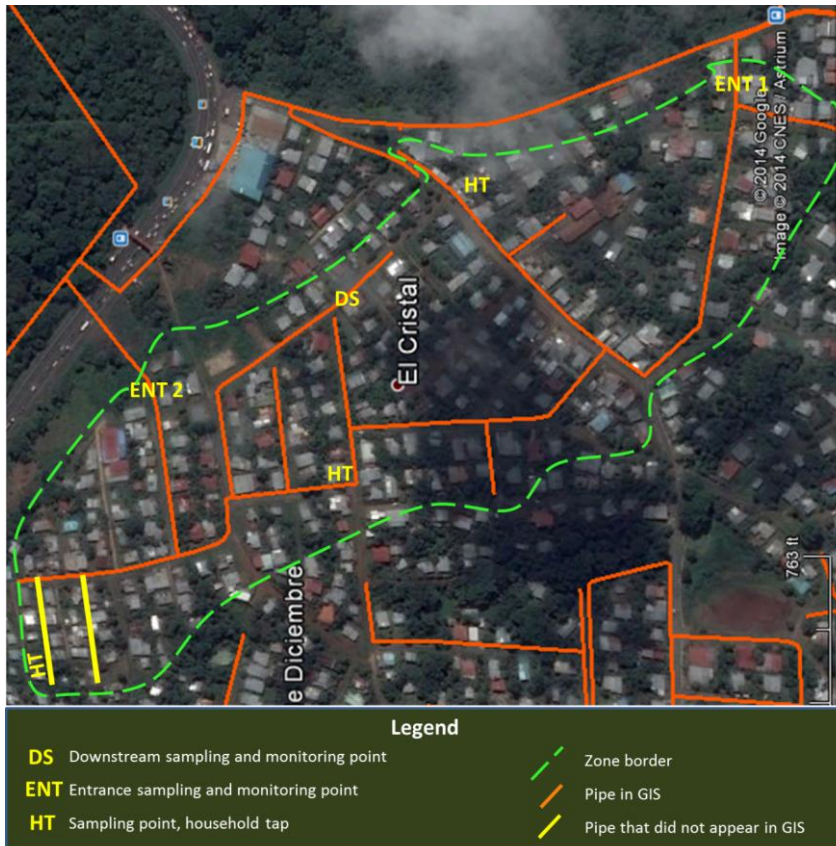 ENT 1
© 2014 Google
Image © 2014 CNES / Astrium
HT
DS
El Cristal
ENT 2
HT
763 ft
HT
e Diciembre
Legend
DS Downstream sampling and monitoring point
ENT Entrance sampling and monitoring point
HT Sampling point, household tap
Zone border
Pipe in GIS
Pipe that did not appear in GIS